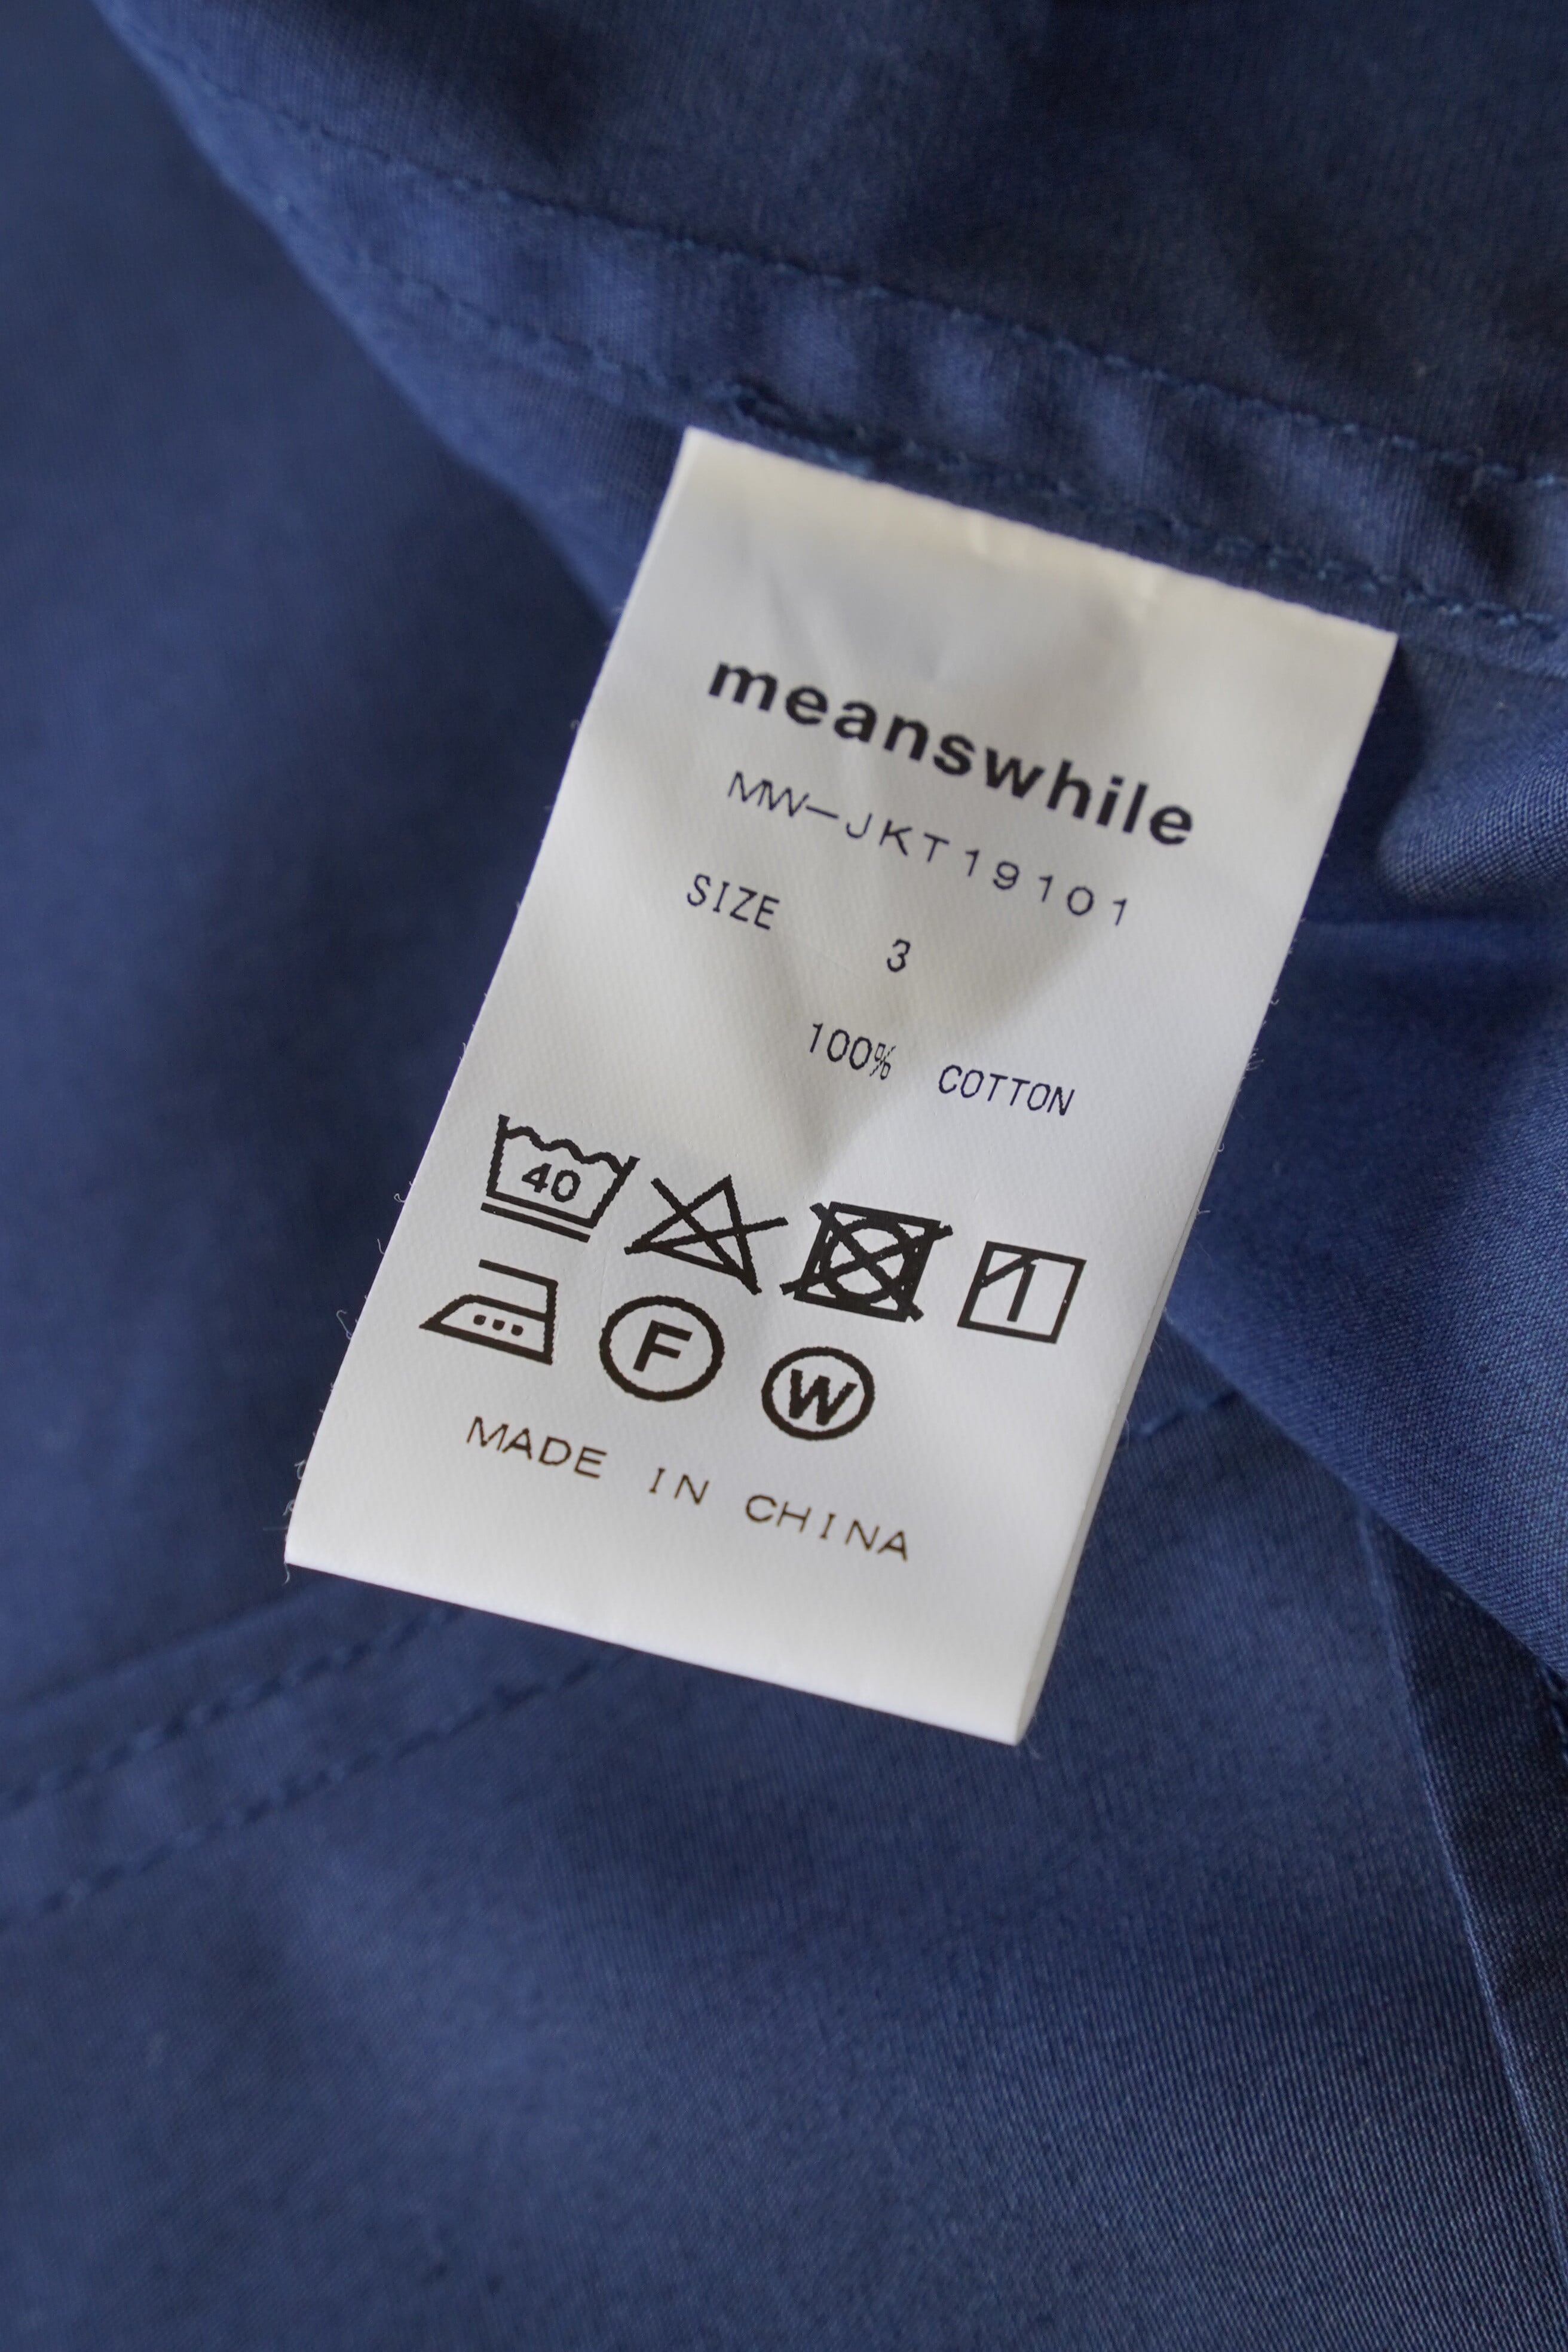 meanswhile
MW-JKT19101
SIZE 3
100% COTTON
40
F W
MADE IN CHINA